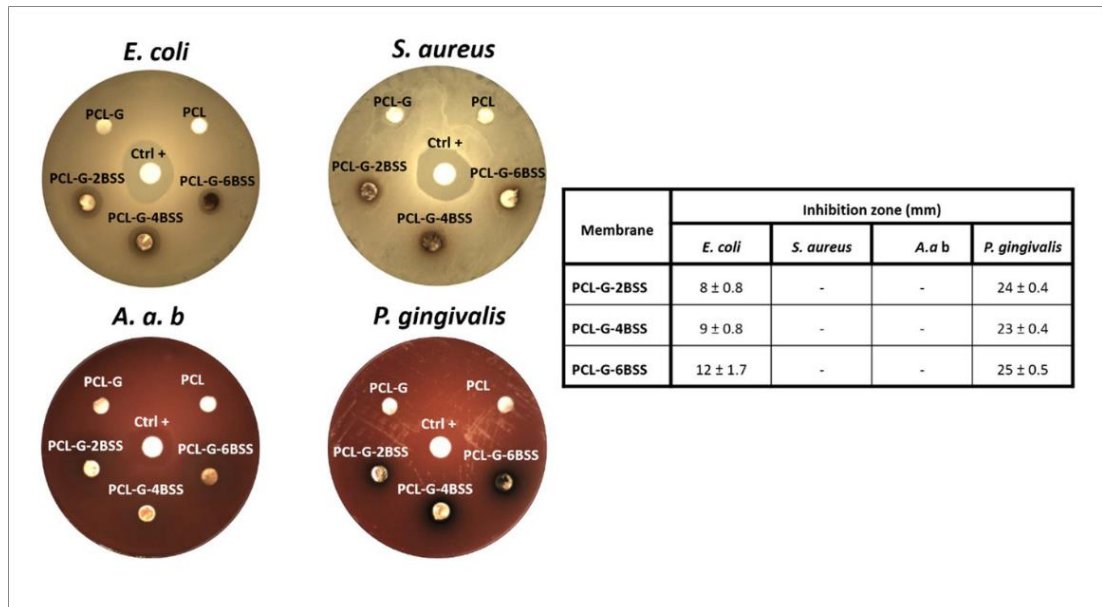 E. coli
PCL-G
PCL
Ctrl +
PCL-G-2BSS
PCL-G-6BSS
PCL-G-4BSS
S. aureus
PCL-G
PCL
Ctrl +
PCL-G-2BSS
PCL-G-6BSS
PCL-G-4BSS
A. a. b
PCL-G
PCL
Ctrl +
PCL-G-2BSS
PCL-G-6BSS
PCL-G-4BSS
P. gingivalis
PCL-G
PCL
Ctrl +
PCL-G-2BSS
PCL-G-6BSS
PCL-G-4BSS
Membrane
Inhibition zone (mm)
E. coli S. aureus A.a b P. gingivalis
PCL-G-2BSS 8 ± 0.8 - - 24 ± 0.4
PCL-G-4BSS 9 ± 0.8 - - 23 ± 0.4
PCL-G-6BSS 12 ± 1.7 - - 25 ± 0.5